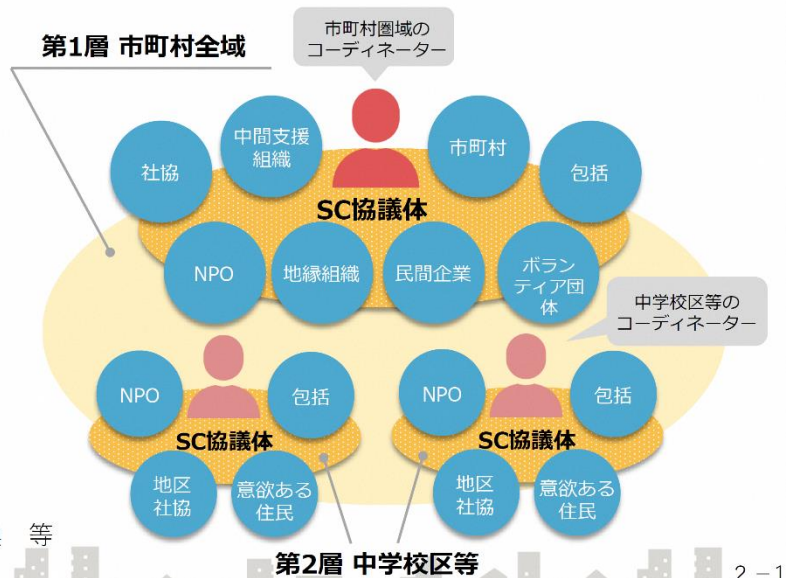 市町村圏域の
コーディネーター
第1層 市町村全域
社協
中間支援
組織
市町村
包括
SC協議体
NPO
地縁組織
民間企業
ボラン
ティア団
体
中学校区等の
コーディネーター
NPO
包括
SC協議体
地区
社協
意欲ある
住民
NPO
包括
SC協議体
地区
社協
意欲ある
住民
等
第2層 中学校区等
2-1